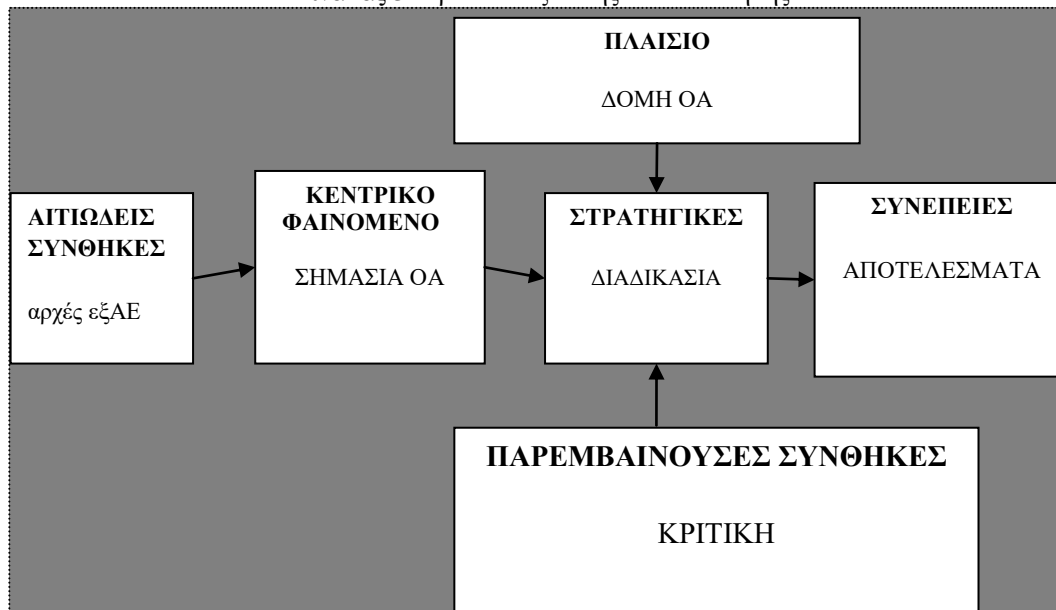 ΠΛΑΙΣΙΟ
ΔΟΜΗ ΟΑ
ΑΙΤΙΩΔΕΙΣ
ΣΥΝΘΗΚΕΣ
αρχές εξΑΕ
ΚΕΝΤΡΙΚΟ
ΦΑΙΝΟΜΕΝΟ
ΣΗΜΑΣΙΑ ΟΑ
ΣΤΡΑΤΗΓΙΚΕΣ
ΔΙΑΔΙΚΑΣΙΑ
ΣΥΝΕΠΕΙΕΣ
ΑΠΟΤΕΛΕΣΜΑΤΑ
ΠΑΡΕΜΒΑΙΝΟΥΣΕΣ ΣΥΝΘΗΚΕΣ
ΚΡΙΤΙΚΗ